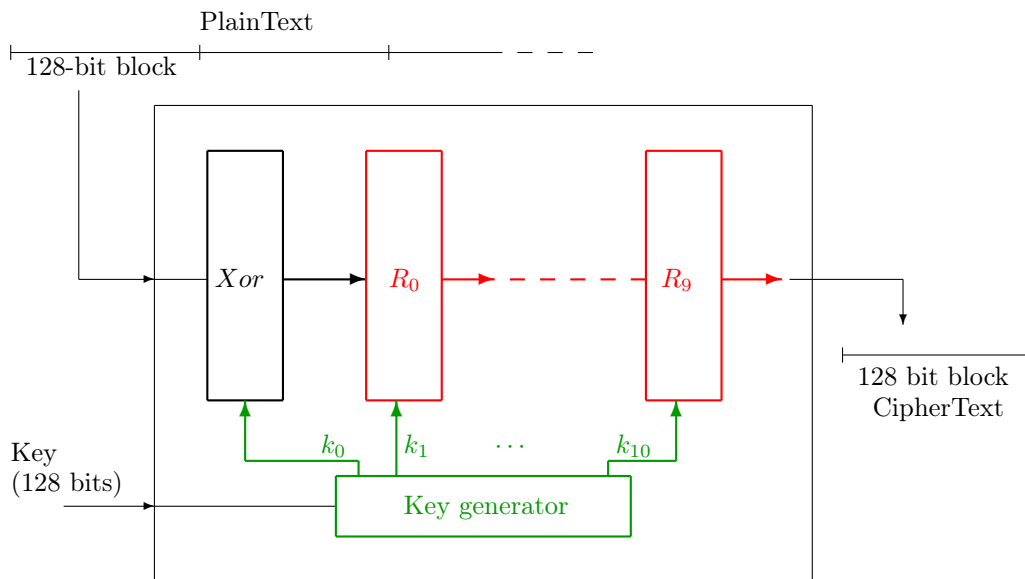 PlainText
128-bit block
Xor
R₀
R₉
128 bit block
CipherText
k₀
k₁
⋯
k₁₀
Key
(128 bits)
Key generator